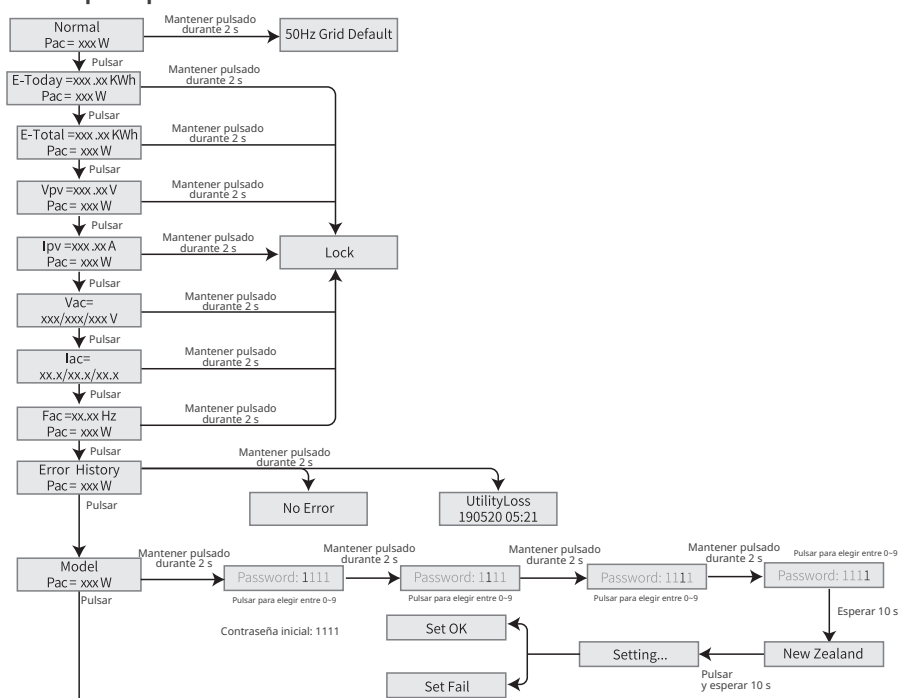 Normal
Pac= xxx W
Mantener pulsado
durante 2 s
50Hz Grid Default
Pulsar
E-Today =xxx.xx KWh
Pac= xxx W
Mantener pulsado
durante 2 s
Pulsar
E-Total =xxx.xx KWh
Pac= xxx W
Mantener pulsado
durante 2 s
Pulsar
Vpv =xxx.xx V
Pac= xxx W
Mantener pulsado
durante 2 s
Pulsar
Ipv =xxx.xx A
Pac= xxx W
Mantener pulsado
durante 2 s
Lock
Pulsar
Vac=
xxx/xxx/xxx V
Mantener pulsado
durante 2 s
Pulsar
Iac=
xx.x/xx.x/xx.x
Mantener pulsado
durante 2 s
Pulsar
Fac =xx.xx Hz
Pac= xxx W
Mantener pulsado
durante 2 s
Pulsar
Error History
Pac= xxx W
Mantener pulsado
durante 2 s
No Error
UtilityLoss
190520 05:21
Pulsar
Model
Pac= xxx W
Mantener pulsado
durante 2 s
Password: 1111
Pulsar para elegir entre 0~9
Mantener pulsado
durante 2 s
Password: 1111
Pulsar para elegir entre 0~9
Mantener pulsado
durante 2 s
Password: 1111
Pulsar para elegir entre 0~9
Mantener pulsado
durante 2 s
Pulsar para elegir entre 0~9
Password: 1111
Pulsar
Esperar 10 s
Contraseña inicial: 1111
Set OK
Setting...
New Zealand
Pulsar
y esperar 10 s
Set Fail